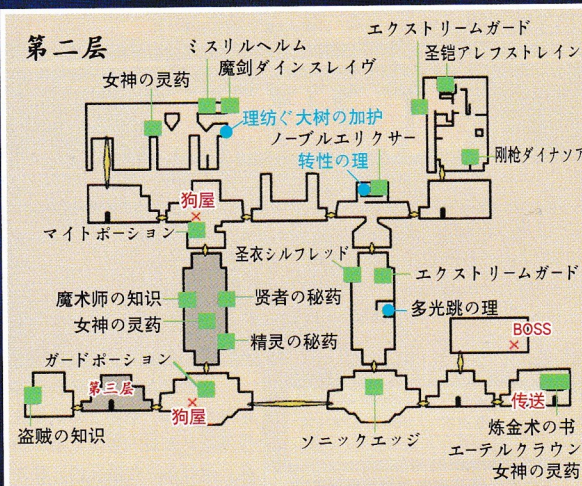 第二层
ミスリルヘルム
魔剣ダインスレイヴ
女神の灵药
エクストリームガード
圣铠アレフストレイン
理纺ぐ大树の加护
ノーブルエリクサー
转性の理
刚枪ダイナソア
狗屋
マイトポーション
圣衣シルフレッド
エクストリームガード
魔术师の知识
贤者の秘药
女神の灵药
多光跳の理
精灵の秘药
BOSS
ガードポーション
第三层
狗屋
传送
盗贼の知识
ソニックエッジ
炼金术の书
エーテルクラウン
女神の灵药